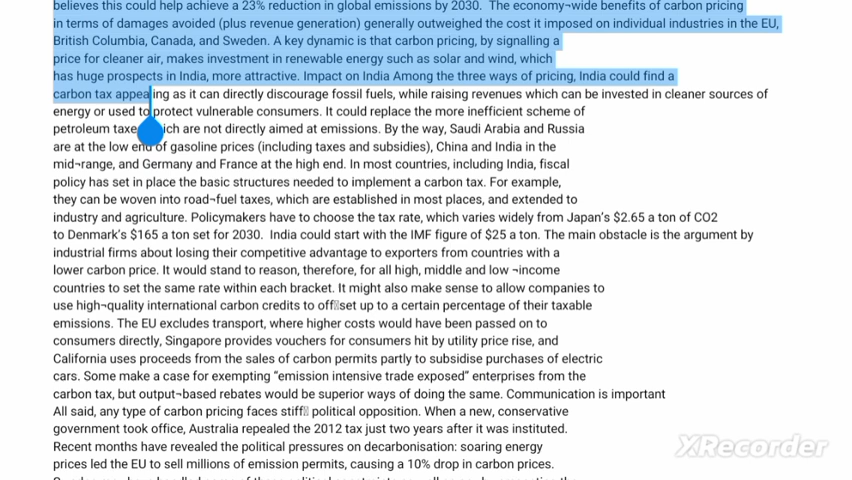 believes this could help achieve a 23% reduction in global emissions by 2030.  The economy¬wide benefits of carbon pricing
in terms of damages avoided (plus revenue generation) generally outweighed the cost it imposed on individual industries in the EU,
British Columbia, Canada, and Sweden. A key dynamic is that carbon pricing, by signalling a
price for cleaner air, makes investment in renewable energy such as solar and wind, which
has huge prospects in India, more attractive. Impact on India Among the three ways of pricing, India could find a
carbon tax appealing as it can directly discourage fossil fuels, while raising revenues which can be invested in cleaner sources of
energy or used to protect vulnerable consumers. It could replace the more inefficient scheme of
petroleum taxe ich are not directly aimed at emissions. By the way, Saudi Arabia and Russia
are at the low end of gasoline prices (including taxes and subsidies), China and India in the
mid¬range, and Germany and France at the high end. In most countries, including India, fiscal
policy has set in place the basic structures needed to implement a carbon tax. For example,
they can be woven into road¬fuel taxes, which are established in most places, and extended to
industry and agriculture. Policymakers have to choose the tax rate, which varies widely from Japan's $2.65 a ton of CO2
to Denmark's $165 a ton set for 2030.  India could start with the IMF figure of $25 a ton. The main obstacle is the argument by
industrial firms about losing their competitive advantage to exporters from countries with a
lower carbon price. It would stand to reason, therefore, for all high, middle and low ¬income
countries to set the same rate within each bracket. It might also make sense to allow companies to
use high¬quality international carbon credits to off▯set up to a certain percentage of their taxable
emissions. The EU excludes transport, where higher costs would have been passed on to
consumers directly, Singapore provides vouchers for consumers hit by utility price rise, and
California uses proceeds from the sales of carbon permits partly to subsidise purchases of electric
cars. Some make a case for exempting “emission intensive trade exposed” enterprises from the
carbon tax, but output¬based rebates would be superior ways of doing the same. Communication is important
All said, any type of carbon pricing faces stiff▯ political opposition. When a new, conservative
government took office, Australia repealed the 2012 tax just two years after it was instituted.
Recent months have revealed the political pressures on decarbonisation: soaring energy
prices led the EU to sell millions of emission permits, causing a 10% drop in carbon prices.
XRecorder